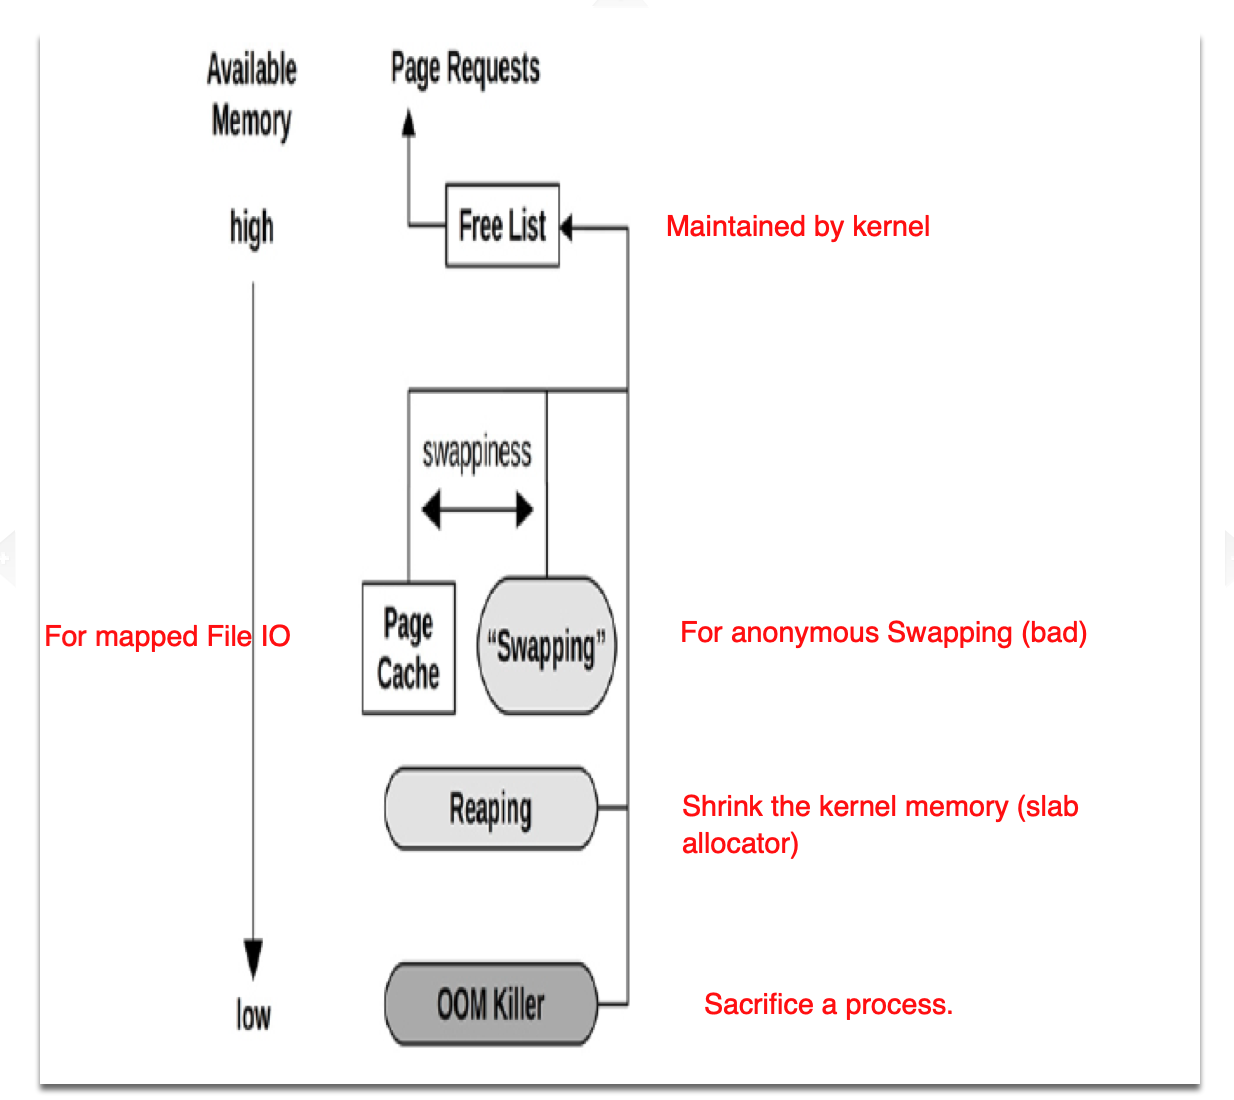 Available
Memory
Page Requests
high
Free List
Maintained by kernel
swappiness
For mapped File IO
Page
Cache
“Swapping”
For anonymous Swapping (bad)
Reaping
Shrink the kernel memory (slab
allocator)
low
OOM Killer
Sacrifice a process.